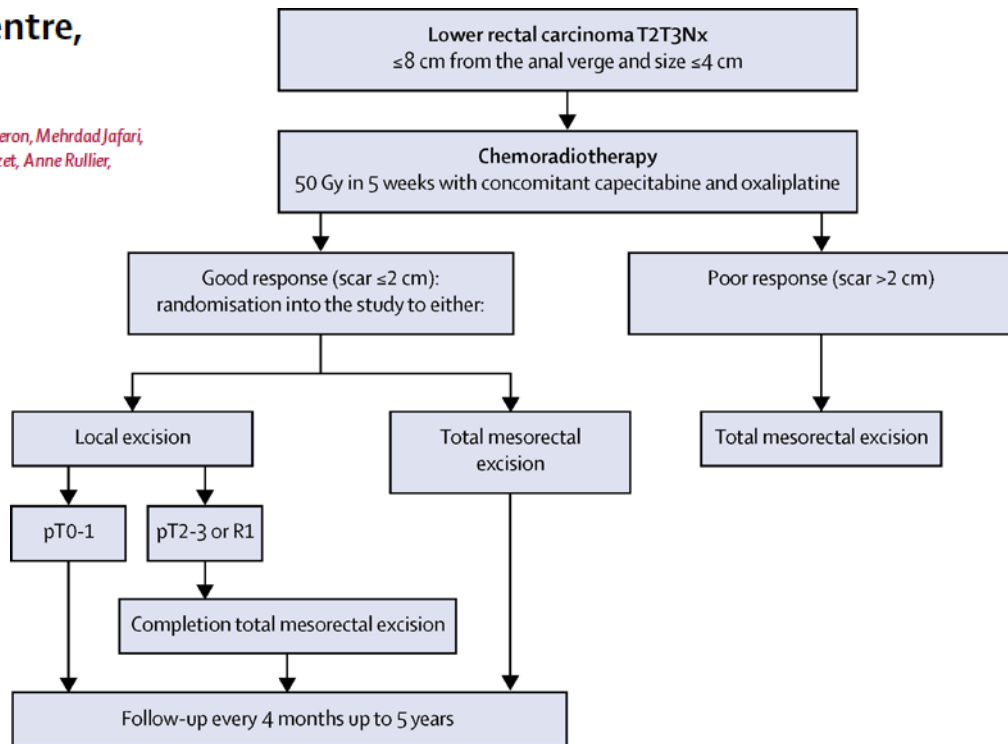 entre,
eron, Mehrdad Jafari,
zet, Anne Rullier,
Lower rectal carcinoma T2T3Nx
≤8 cm from the anal verge and size ≤4 cm
Chemoradiotherapy
50 Gy in 5 weeks with concomitant capecitabine and oxaliplatine
Good response (scar ≤2 cm):
randomisation into the study to either:
Poor response (scar >2 cm)
Local excision
Total mesorectal
excision
Total mesorectal excision
pT0-1
pT2-3 or R1
Completion total mesorectal excision
Follow-up every 4 months up to 5 years